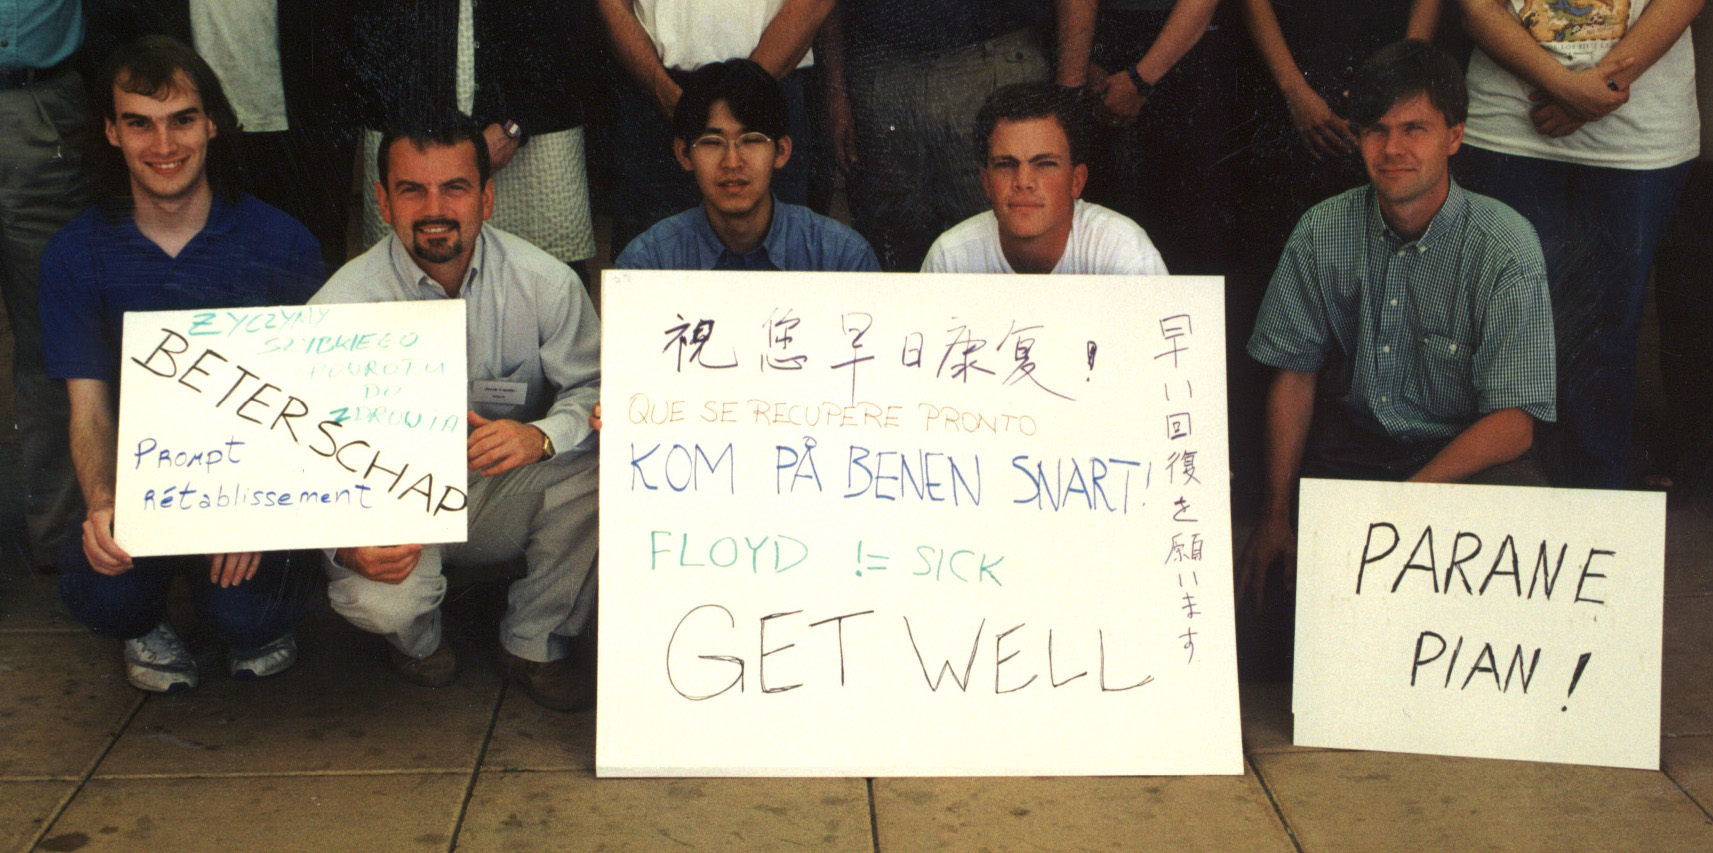 ŻYCZYMY
SZYBKIEGO
POWROTU
DO
ZDROWIA
BETERSCHAP
Prompt
rétablissement
祝您早日康复!
QUE SE RECUPERE PRONTO
KOM PÅ BENEN SNART!
FLOYD != SICK
GET WELL
早い回復を願います
PARANE
PIAN!